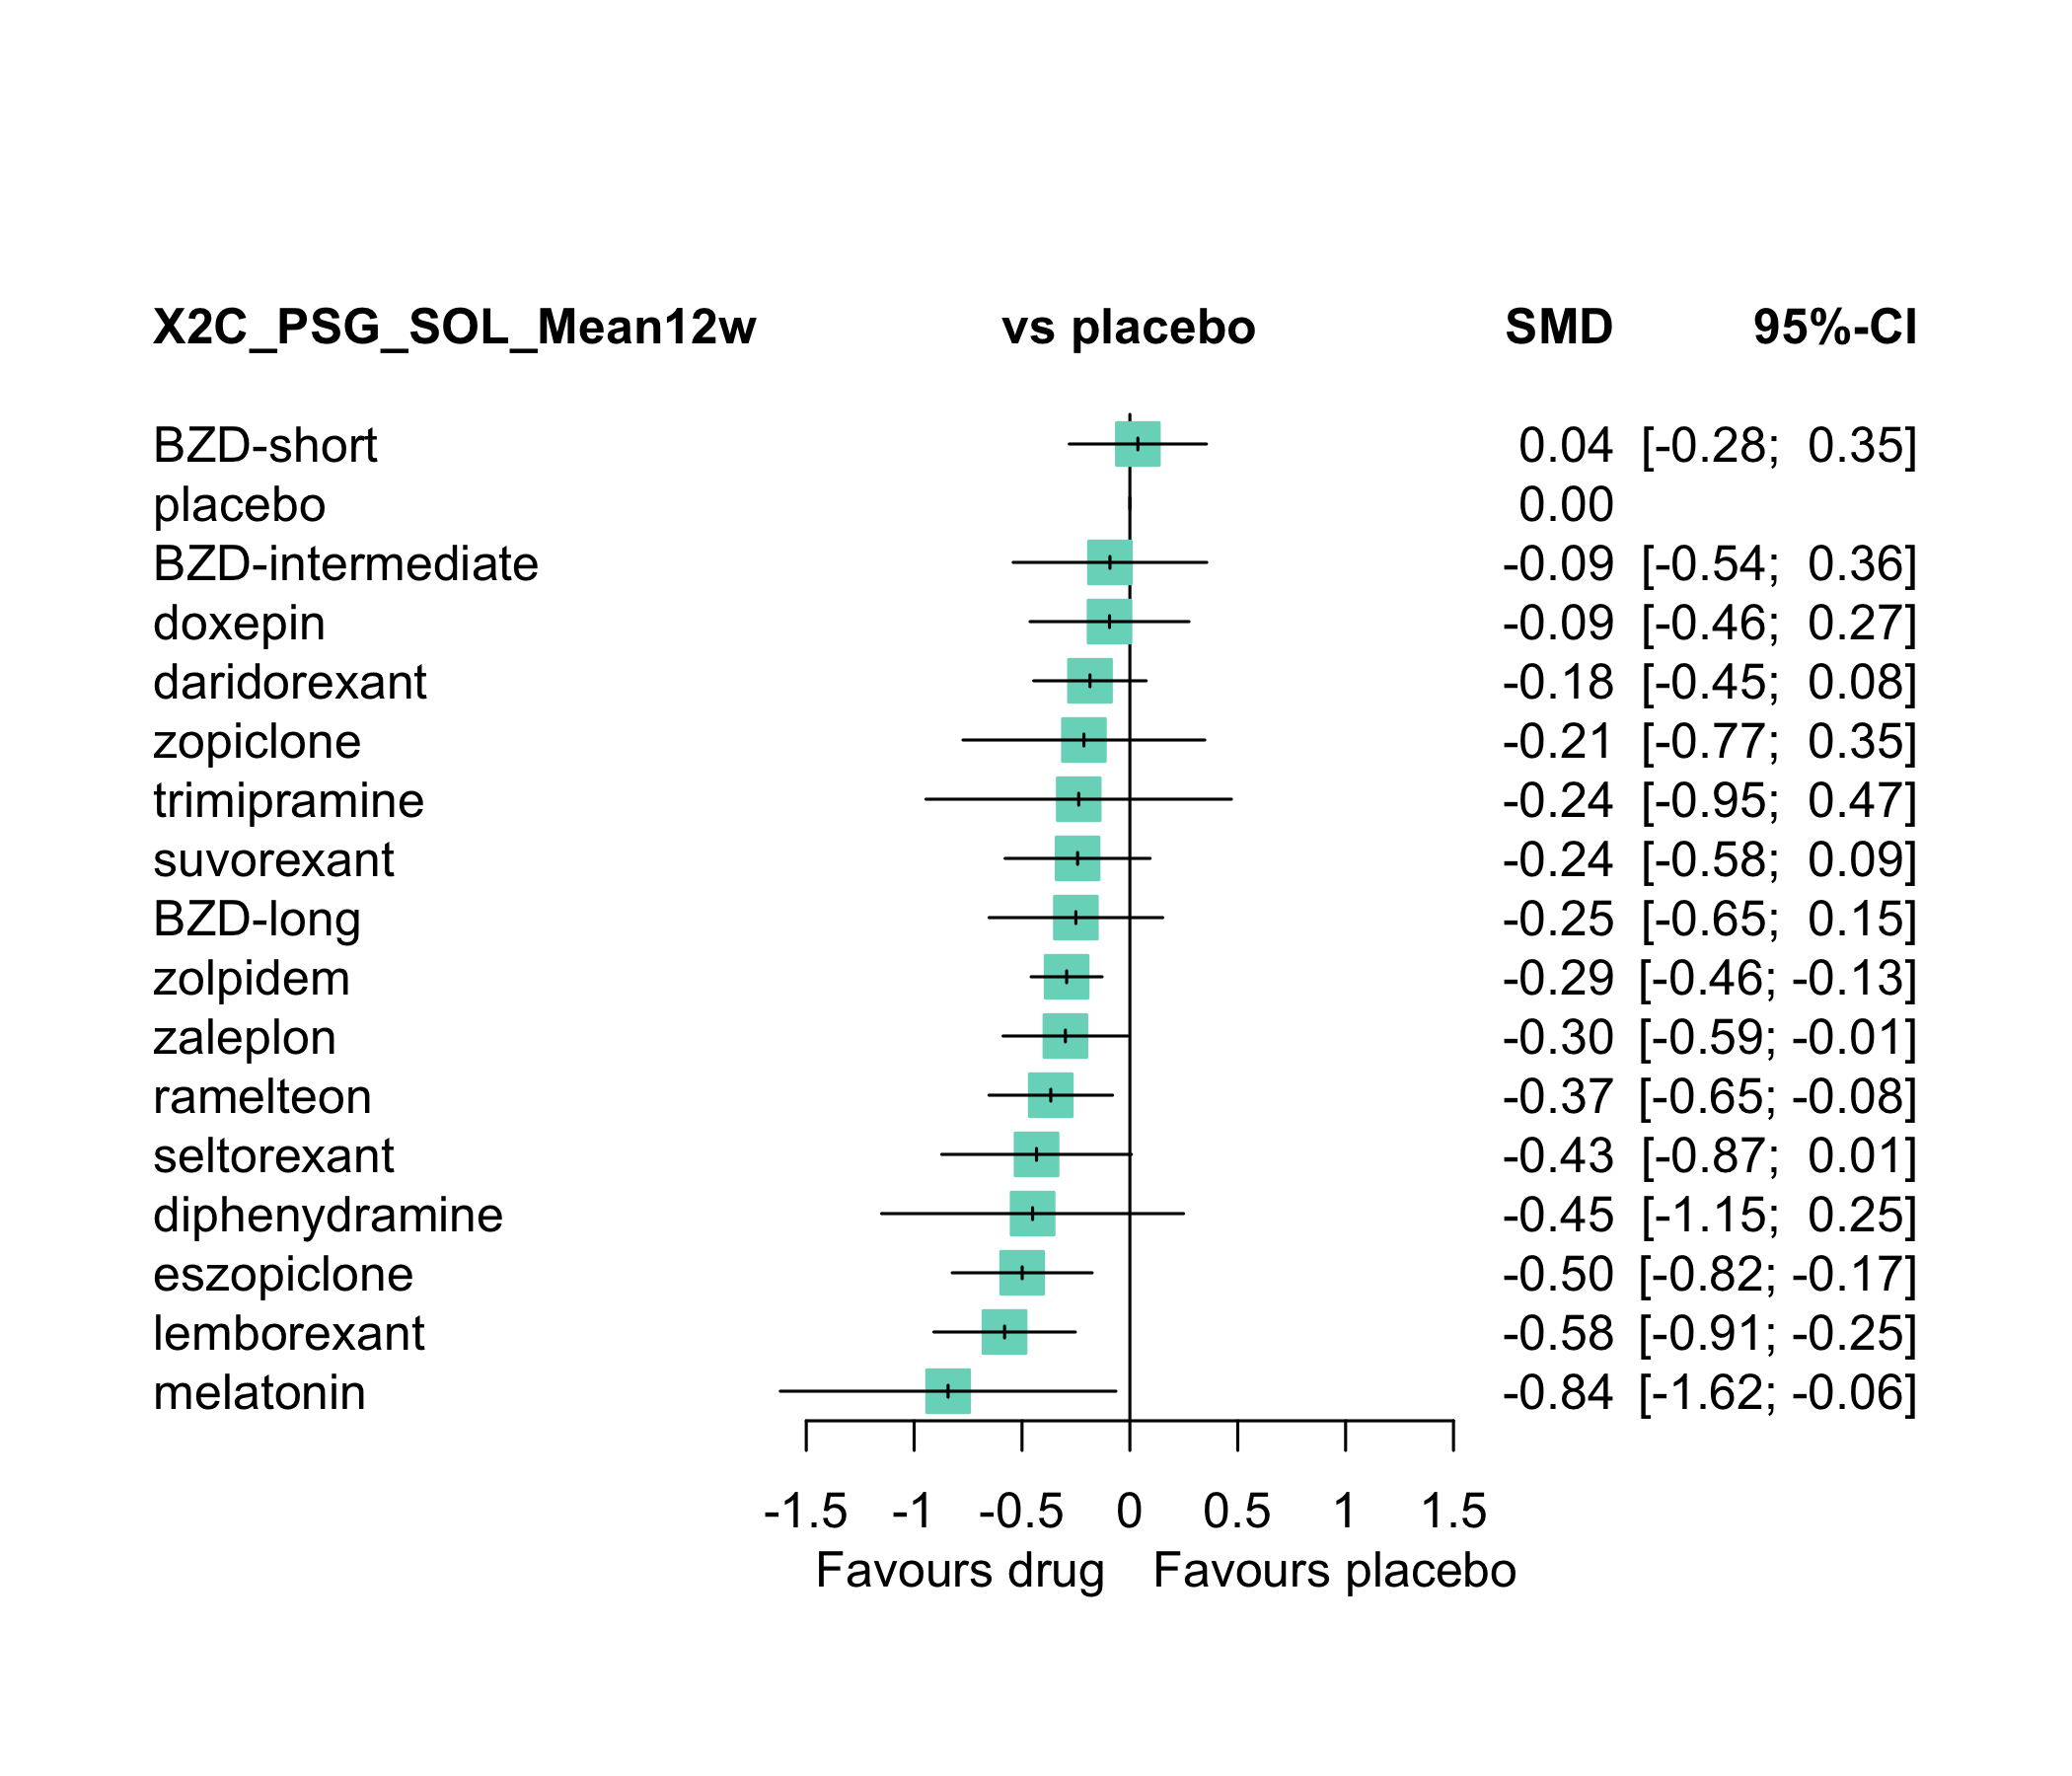 X2C_PSG_SOL_Mean12w vs placebo SMD 95%-CI
BZD-short 0.04 [-0.28; 0.35]
placebo 0.00
BZD-intermediate -0.09 [-0.54; 0.36]
doxepin -0.09 [-0.46; 0.27]
daridorexant -0.18 [-0.45; 0.08]
zopiclone -0.21 [-0.77; 0.35]
trimipramine -0.24 [-0.95; 0.47]
suvorexant -0.24 [-0.58; 0.09]
BZD-long -0.25 [-0.65; 0.15]
zolpidem -0.29 [-0.46; -0.13]
zaleplon -0.30 [-0.59; -0.01]
ramelteon -0.37 [-0.65; -0.08]
seltorexant -0.43 [-0.87; 0.01]
diphenydramine -0.45 [-1.15; 0.25]
eszopiclone -0.50 [-0.82; -0.17]
lemborexant -0.58 [-0.91; -0.25]
melatonin -0.84 [-1.62; -0.06]
-1.5 -1 -0.5 0 0.5 1 1.5
Favours drug Favours placebo